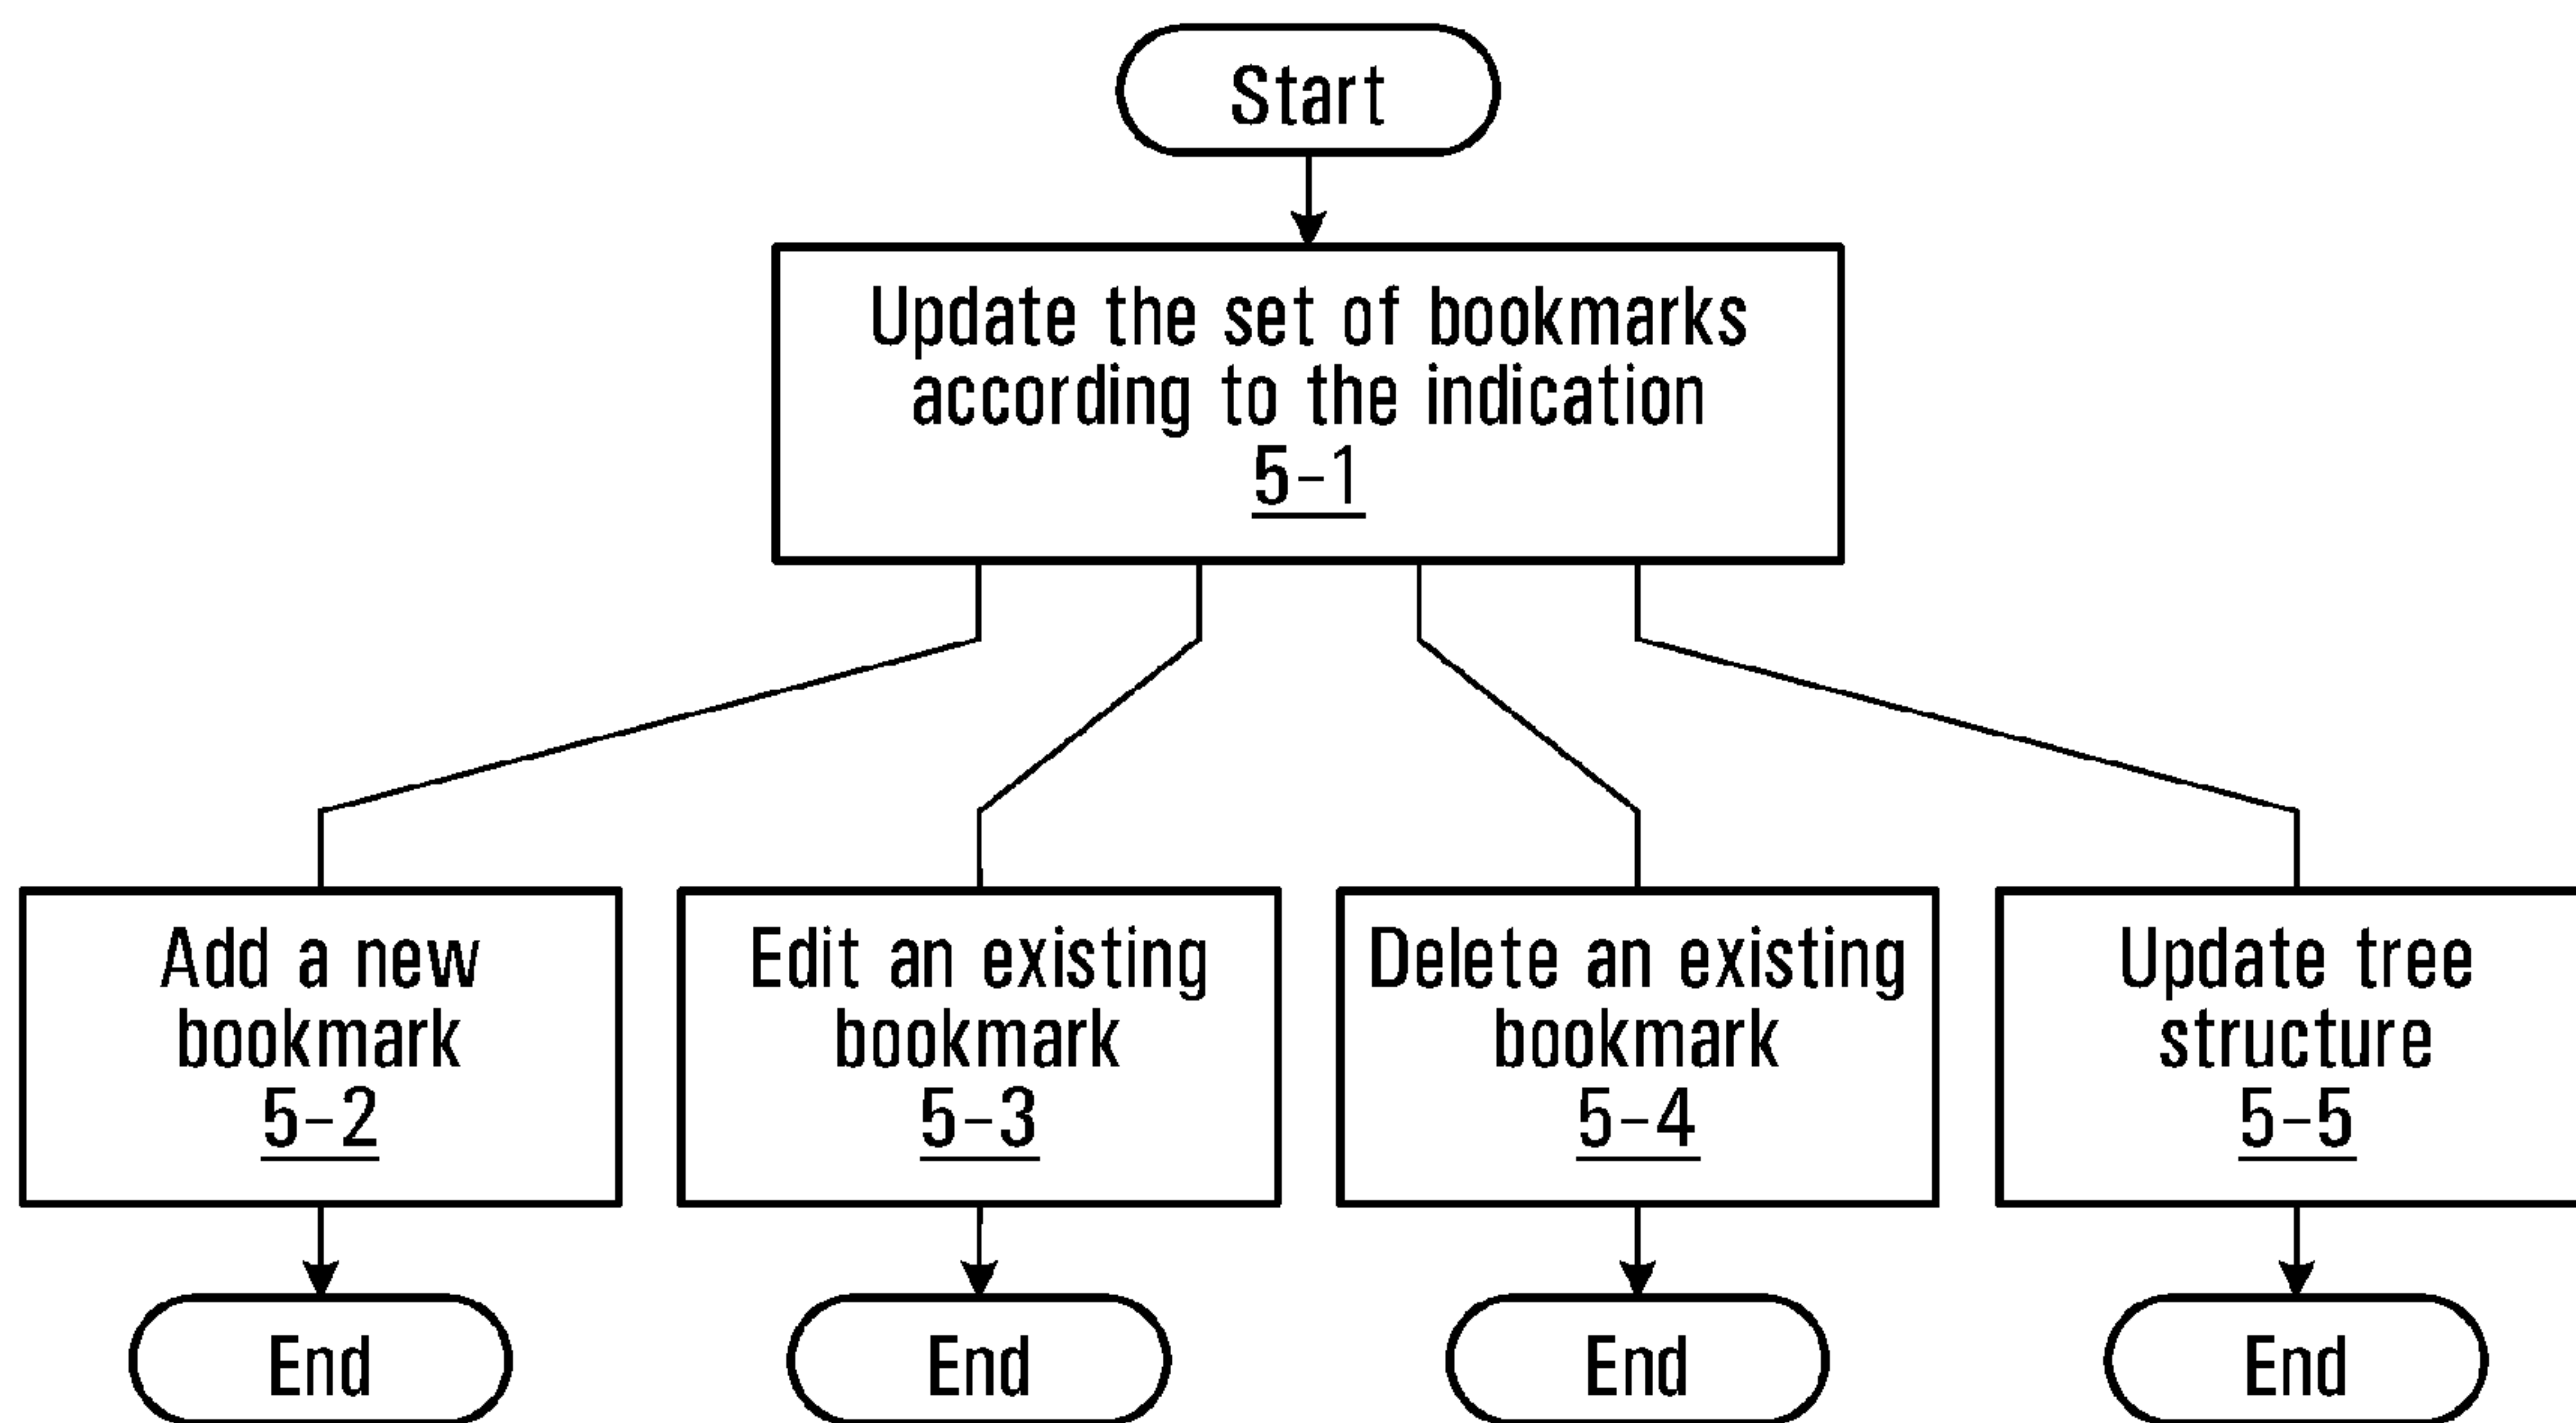 Start
Update the set of bookmarks
according to the indication
5-1
Add a new
bookmark
5-2
Edit an existing
bookmark
5-3
Delete an existing
bookmark
5-4
Update tree
structure
5-5
End
End
End
End